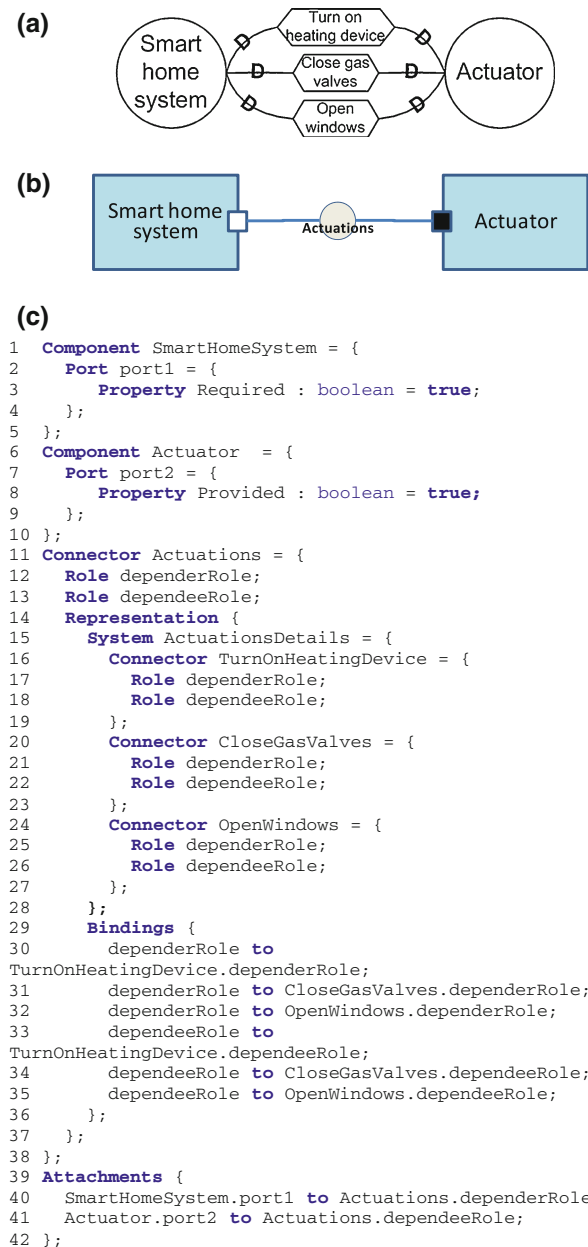 (a)
Smart
home
system
D
D
D
Turn on
heating device
Close gas
valves
Open
windows
D
D
D
Actuator
(b)
Smart home
system
Actuations
Actuator
(c)
1 Component SmartHomeSystem = {
2 Port port1 = {
3 Property Required : boolean = true;
4 };
5 };
6 Component Actuator = {
7 Port port2 = {
8 Property Provided : boolean = true;
9 };
10 };
11 Connector Actuations = {
12 Role dependerRole;
13 Role dependeeRole;
14 Representation {
15 System ActuationsDetails = {
16 Connector TurnOnHeatingDevice = {
17 Role dependerRole;
18 Role dependeeRole;
19 };
20 Connector CloseGasValves = {
21 Role dependerRole;
22 Role dependeeRole;
23 };
24 Connector OpenWindows = {
25 Role dependerRole;
26 Role dependeeRole;
27 };
28 };
29 Bindings {
30 dependerRole to
TurnOnHeatingDevice.dependerRole;
31 dependerRole to CloseGasValves.dependerRole;
32 dependerRole to OpenWindows.dependerRole;
33 dependeeRole to
TurnOnHeatingDevice.dependeeRole;
34 dependeeRole to CloseGasValves.dependeeRole;
35 dependeeRole to OpenWindows.dependeeRole;
36 };
37 };
38 };
39 Attachments {
40 SmartHomeSystem.port1 to Actuations.dependerRole
41 Actuator.port2 to Actuations.dependeeRole;
42 };